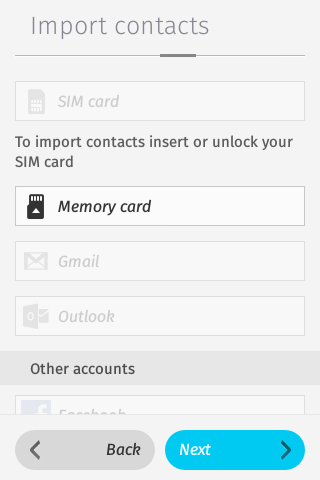 Import contacts
SIM card
To import contacts insert or unlock your
SIM card
Memory card
Gmail
Outlook
Other accounts
Facebook
Back
Next